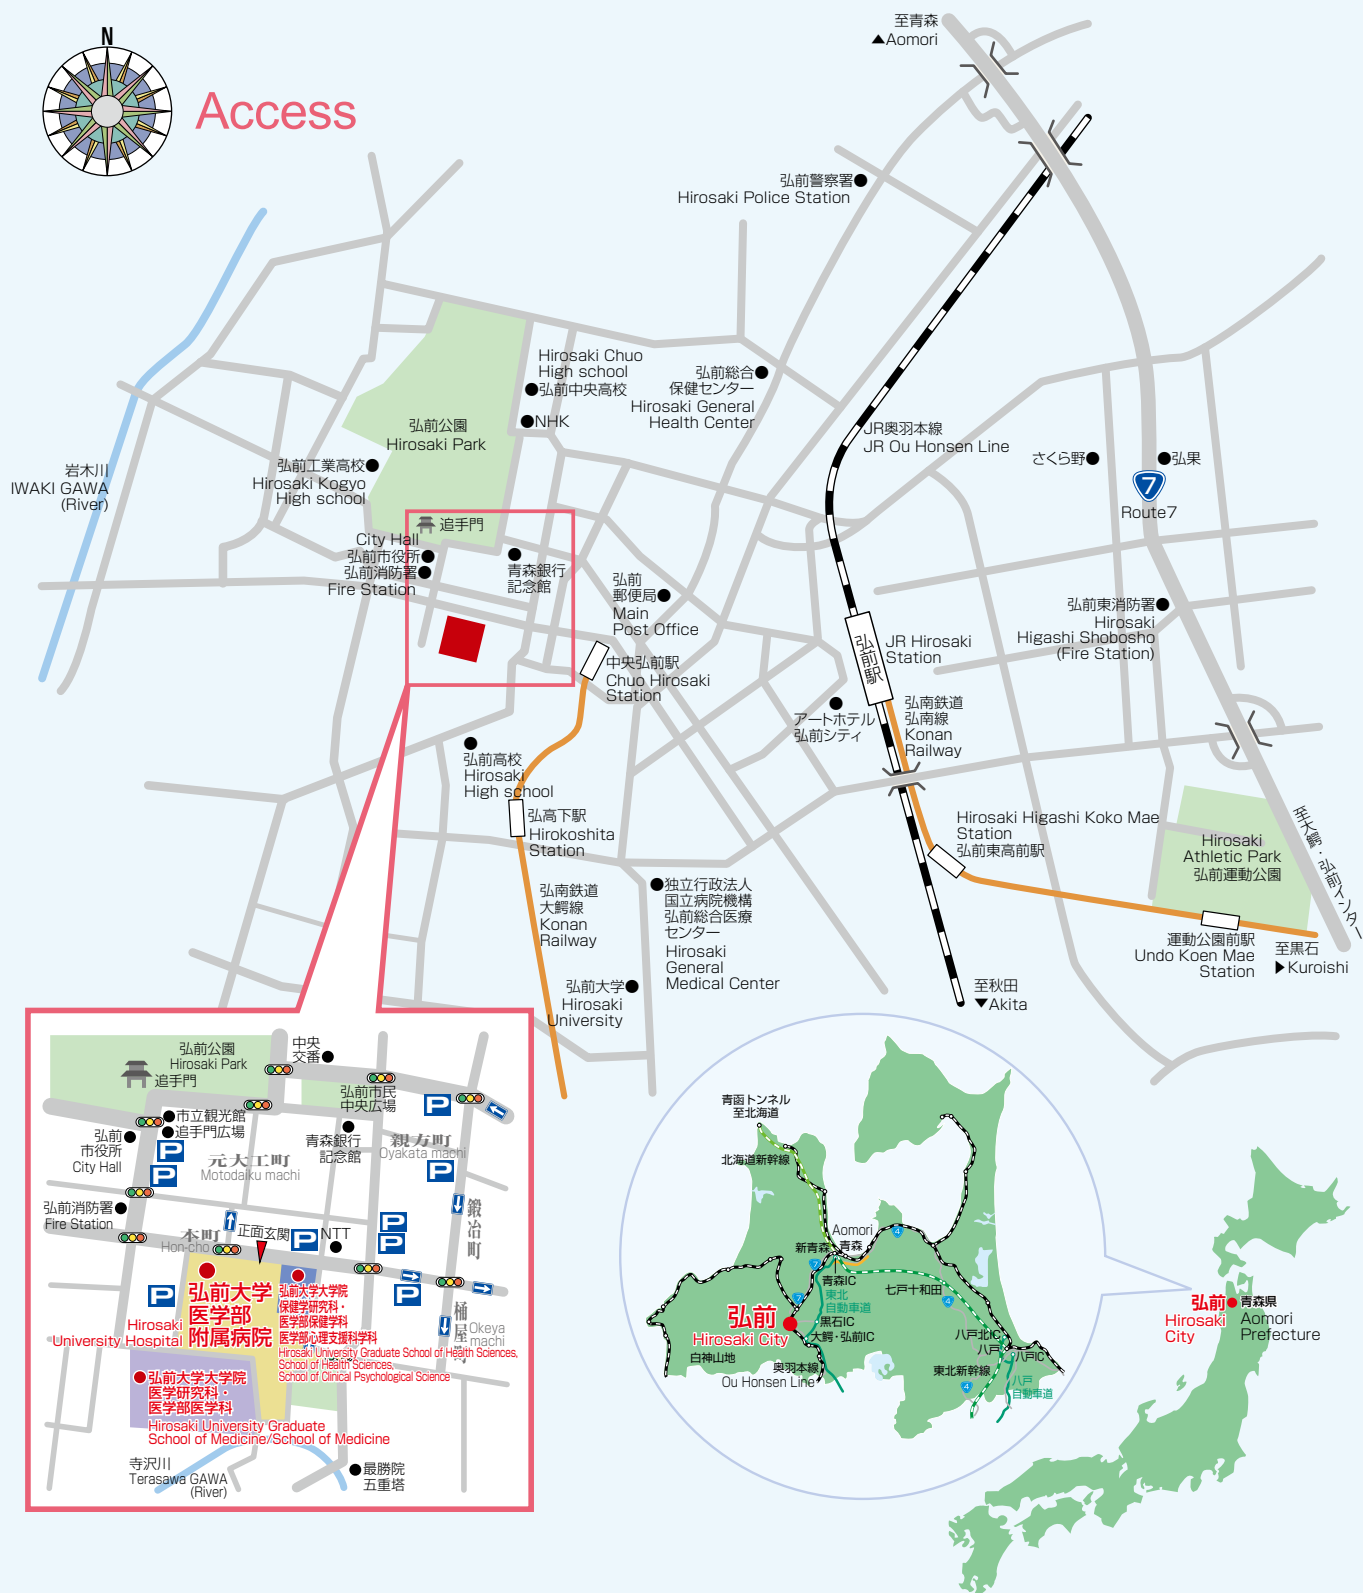 N
Access
至青森
▲Aomori
弘前警察署
Hirosaki Police Station
Hirosaki Chuo
High school
弘前中央高校
NHK
弘前総合
保健センター
Hirosaki General
Health Center
弘前公園
Hirosaki Park
JR奥羽本線
JR Ou Honsen Line
さくら野
弘果
7
Route7
岩木川
IWAKI GAWA
(River)
弘前工業高校
Hirosaki Kogyo
High school
追手門
City Hall
弘前市役所
弘前消防署
Fire Station
青森銀行
記念館
弘前
郵便局
Main
Post Office
弘前東消防署
Hirosaki
Higashi Shobosho
(Fire Station)
中央弘前駅
Chuo Hirosaki
Station
弘前駅
JR Hirosaki
Station
アートホテル
弘前シティ
弘南鉄道
弘南線
Konan
Railway
弘前高校
Hirosaki
High school
弘高下駅
Hirokoshita
Station
Hirosaki Higashi Koko Mae
Station
弘前東高前駅
Hirosaki
Athletic Park
弘前運動公園
至大鰐・弘前インター
弘南鉄道
大鰐線
Konan
Railway
独立行政法人
国立病院機構
弘前総合医療
センター
Hirosaki
General
Medical Center
運動公園前駅
Undo Koen Mae
Station
至黒石
▶Kuroishi
弘前大学
Hirosaki
University
至秋田
▼Akita
弘前公園
Hirosaki Park
追手門
中央
交番
弘前市民
中央広場
P
市立観光館
追手門広場
弘前
市役所
City Hall
P
P
青森銀行
記念館
親方町
Oyakata machi
P
元大工町
Motodaiku machi
弘前消防署
Fire Station
鍛冶町
本町
Hon-cho
正面玄関
P
NTT
P
P
P
P
弘前大学
医学部
附属病院
Hirosaki
University Hospital
弘前大学大学院
保健学研究科・
医学部保健学科
医学部心理支援科学科
Hirosaki University Graduate School of Health Sciences,
School of Health Sciences,
School of Clinical Psychological Science
桶屋町
Okeya
machi
弘前大学大学院
医学研究科・
医学部医学科
Hirosaki University Graduate
School of Medicine/School of Medicine
寺沢川
Terasawa GAWA
(River)
最勝院
五重塔
青函トンネル
至北海道
北海道新幹線
Aomori
青森
新青森
4
7
青森IC
東北
自動車道
七戸十和田
7
4
弘前
Hirosaki City
黒石IC
大鰐・弘前IC
八戸北IC
八戸
八戸IC
白神山地
奥羽本線
Ou Honsen Line
東北新幹線
4
八戸
自動車道
弘前
Hirosaki
City
青森県
Aomori
Prefecture